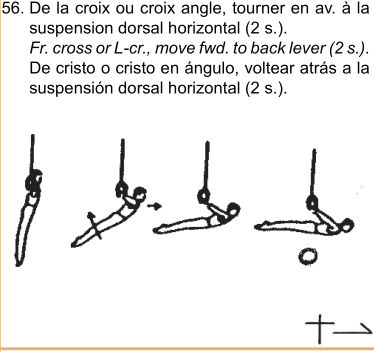 56. De la croix ou croix angle, tourner en av. à la
suspension dorsal horizontal (2 s.).
Fr. cross or L-cr., move fwd. to back lever (2 s.).
De cristo o cristo en ángulo, voltear atrás a la
suspensión dorsal horizontal (2 s.).